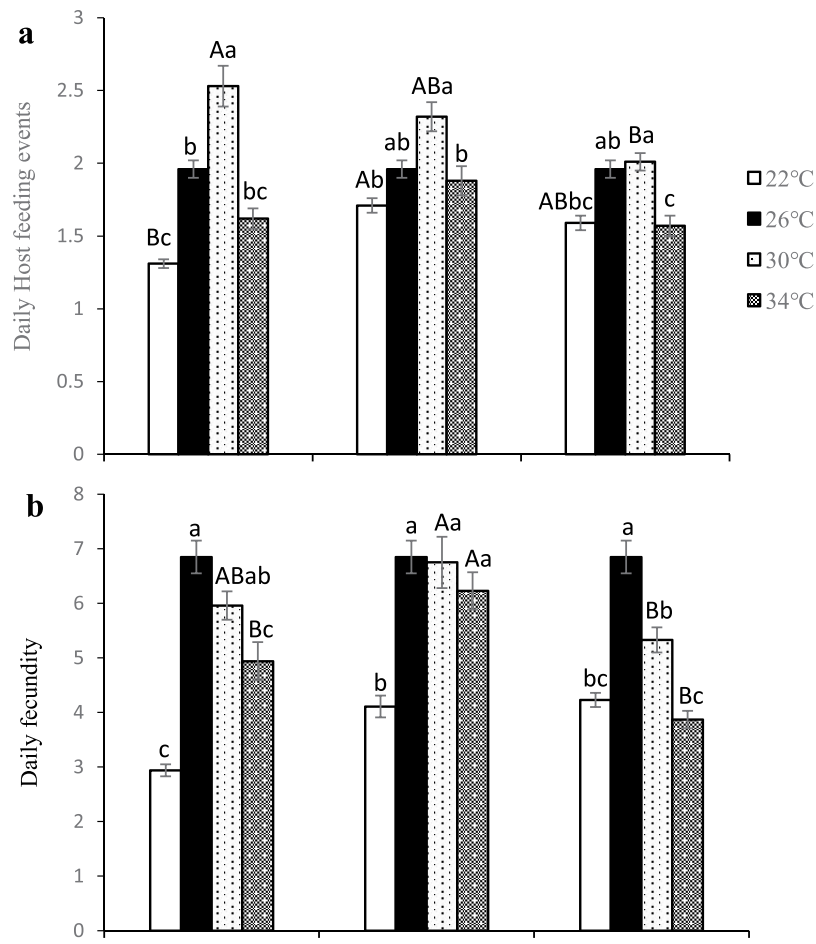 a
Daily Host feeding events
3
2.5
2
1.5
1
0.5
0
Bc
b
Aa
bc
Ab
ab
ABa
b
ABbc
ab
Ba
c
22°C
26°C
30°C
34°C
b
Daily fecundity
8
7
6
5
4
3
2
1
0
c
a
ABab
Bc
b
a
Aa
Aa
bc
a
Bb
Bc